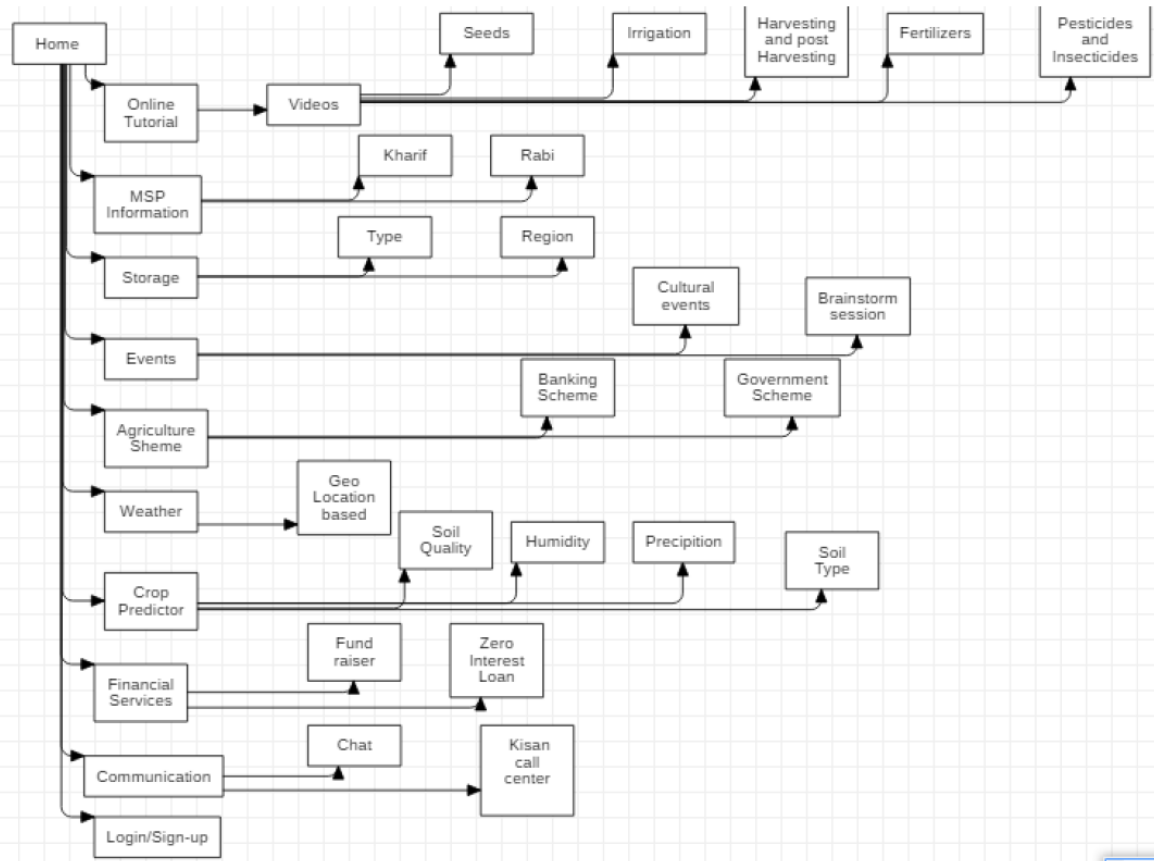 Home
Seeds
Irrigation
Harvesting
and post
Harvesting
Fertilizers
Pesticides
and
Insecticides
Online
Tutorial
Videos
Kharif
Rabi
MSP
Information
Type
Region
Storage
Cultural
events
Brainstorm
session
Events
Banking
Scheme
Government
Scheme
Agriculture
Sheme
Geo
Location
based
Weather
Soil
Quality
Humidity
Precipition
Soil
Type
Crop
Predictor
Fund
raiser
Zero
Interest
Loan
Financial
Services
Chat
Kisan
call
center
Communication
Login/Sign-up